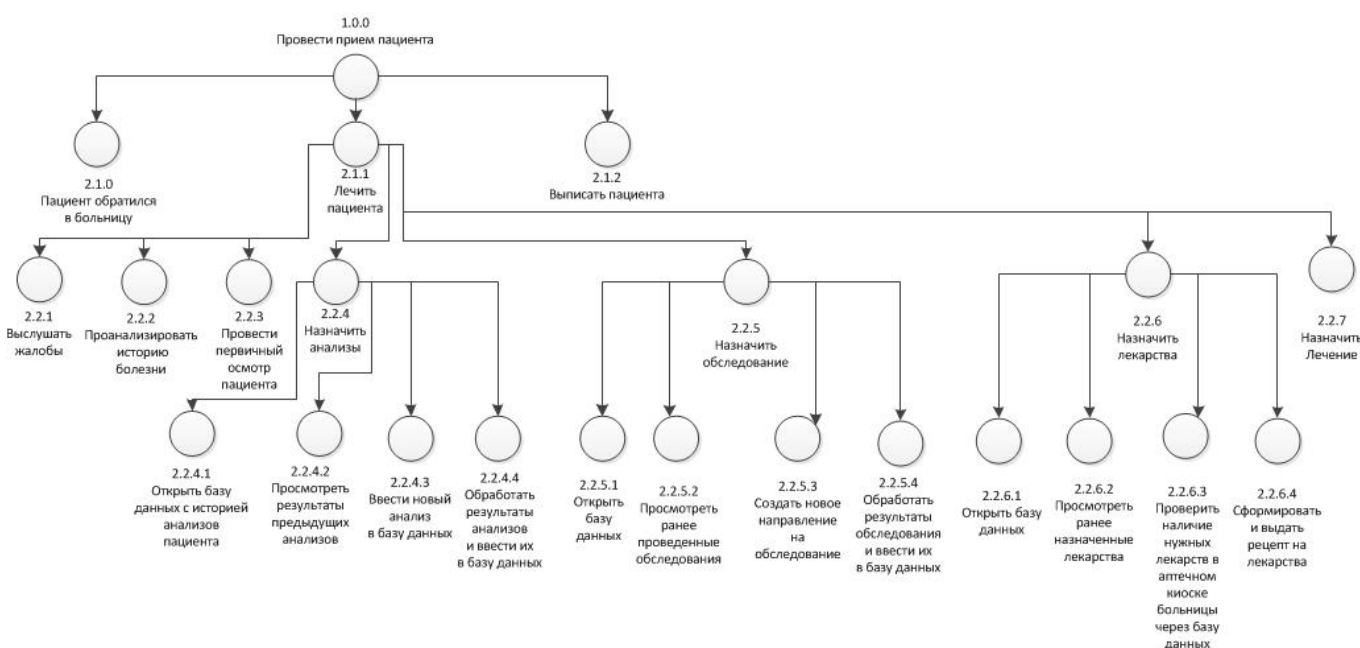 1.0.0
Провести прием пациента
2.1.0
Пациент обратился
в больницу
2.1.1
Лечить
пациента
2.1.2
Выписать пациента
2.2.1
Выслушать
жалобы
2.2.2
Проанализировать
историю
болезни
2.2.3
Провести
первичный
осмотр
пациента
2.2.4
Назначить
анализы
2.2.5
Назначить
обследование
2.2.6
Назначить
лекарства
2.2.7
Назначить
Лечение
2.2.4.1
Открыть базу
данных с историей
анализов
пациента
2.2.4.2
Просмотреть
результаты
предыдущих
анализов
2.2.4.3
Ввести новый
анализ
в базу данных
2.2.4.4
Обработать
результаты
анализов
и ввести их
в базу данных
2.2.5.1
Открыть
базу
данных
2.2.5.2
Просмотреть
ранее
проведенные
обследования
2.2.5.3
Создать новое
направление
на
обследование
2.2.5.4
Обработать
результаты
обследования
и ввести их
в базу данных
2.2.6.1
Открыть базу
данных
2.2.6.2
Просмотреть
ранее
назначенные
лекарства
2.2.6.3
Проверить
наличие
нужных
лекарств в
аптечном
киоске
больницы
через базу
данных
2.2.6.4
Сформировать
и выдать
рецепт на
лекарства